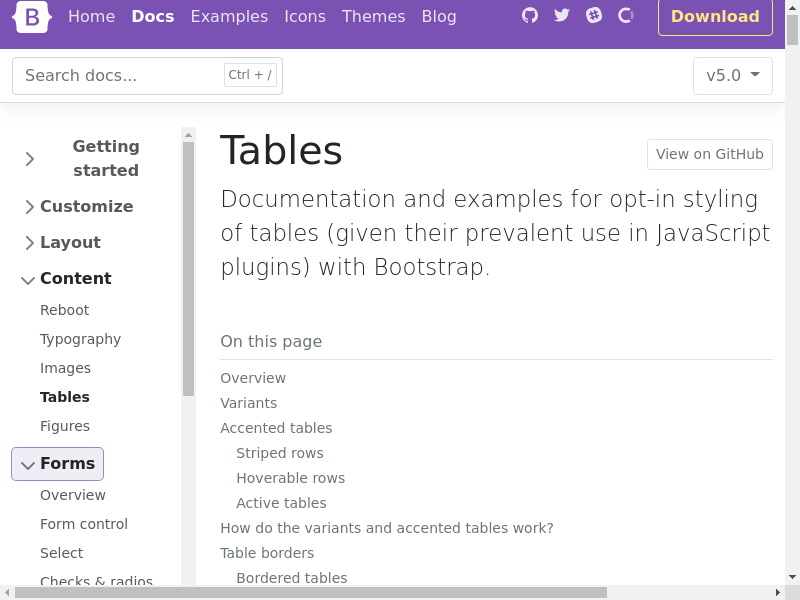 B Home Docs Examples Icons Themes Blog Download
Search docs... Ctrl + / v5.0
Getting
started
Customize
Layout
Content
Reboot
Typography
Images
Tables
Figures
Forms
Overview
Form control
Select
Checks & radios
Tables
View on GitHub
Documentation and examples for opt-in styling
of tables (given their prevalent use in JavaScript
plugins) with Bootstrap.
On this page
Overview
Variants
Accented tables
Striped rows
Hoverable rows
Active tables
How do the variants and accented tables work?
Table borders
Bordered tables